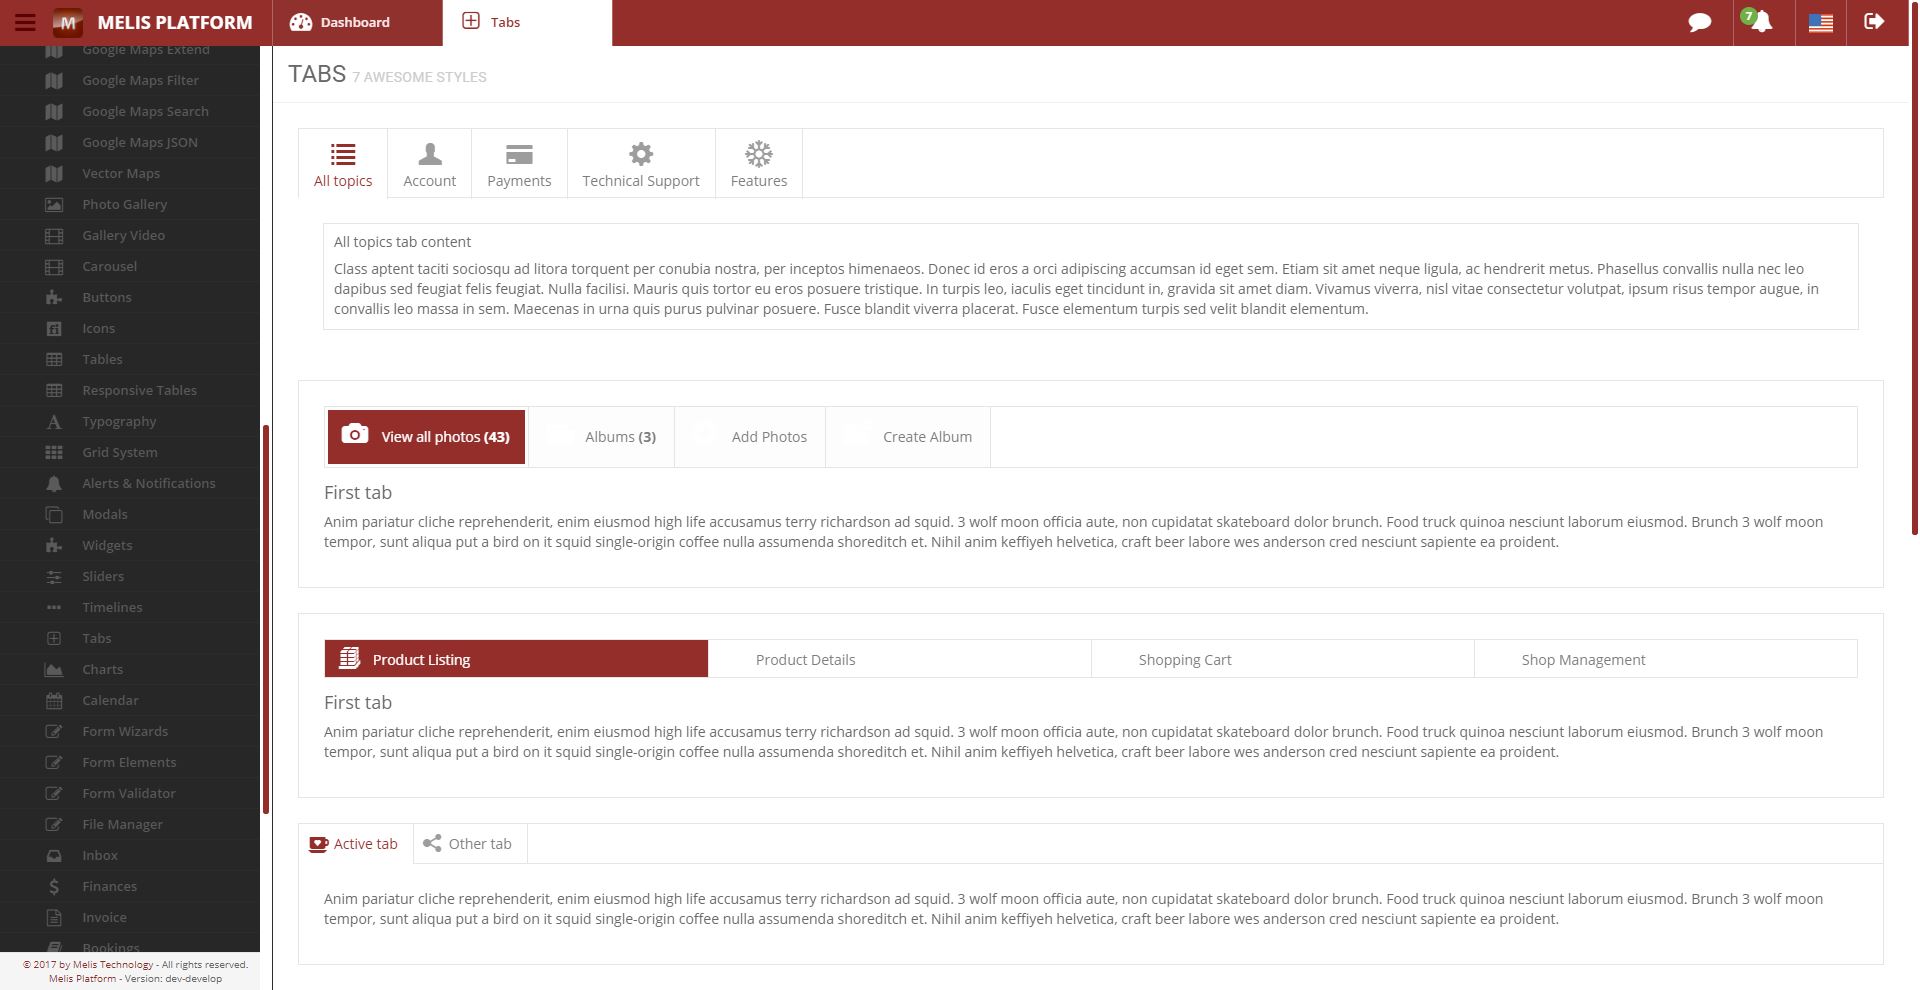 MELIS PLATFORM
Dashboard
Tabs
7
Google Maps Extend
Google Maps Filter
Google Maps Search
Google Maps JSON
Vector Maps
Photo Gallery
Gallery Video
Carousel
Buttons
Icons
Tables
Responsive Tables
Typography
Grid System
Alerts & Notifications
Modals
Widgets
Sliders
Timelines
Tabs
Charts
Calendar
Form Wizards
Form Elements
Form Validator
File Manager
Inbox
Finances
Invoice
Bookings
© 2017 by Melis Technology - All rights reserved.
Melis Platform - Version: dev-develop
TABS 7 AWESOME STYLES
All topics
Account
Payments
Technical Support
Features
All topics tab content
Class aptent taciti sociosqu ad litora torquent per conubia nostra, per inceptos himenaeos. Donec id eros a orci adipiscing accumsan id eget sem. Etiam sit amet neque ligula, ac hendrerit metus. Phasellus convallis nulla nec leo
dapibus sed feugiat felis feugiat. Nulla facilisi. Mauris quis tortor eu eros posuere tristique. In turpis leo, iaculis eget tincidunt in, gravida sit amet diam. Vivamus viverra, nisl vitae consectetur volutpat, ipsum risus tempor augue, in
convallis leo massa in sem. Maecenas in urna quis purus pulvinar posuere. Fusce blandit viverra placerat. Fusce elementum turpis sed velit blandit elementum.
View all photos (43)
Albums (3)
Add Photos
Create Album
First tab
Anim pariatur cliche reprehenderit, enim eiusmod high life accusamus terry richardson ad squid. 3 wolf moon officia aute, non cupidatat skateboard dolor brunch. Food truck quinoa nesciunt laborum eiusmod. Brunch 3 wolf moon
tempor, sunt aliqua put a bird on it squid single-origin coffee nulla assumenda shoreditch et. Nihil anim keffiyeh helvetica, craft beer labore wes anderson cred nesciunt sapiente ea proident.
Product Listing
Product Details
Shopping Cart
Shop Management
First tab
Anim pariatur cliche reprehenderit, enim eiusmod high life accusamus terry richardson ad squid. 3 wolf moon officia aute, non cupidatat skateboard dolor brunch. Food truck quinoa nesciunt laborum eiusmod. Brunch 3 wolf moon
tempor, sunt aliqua put a bird on it squid single-origin coffee nulla assumenda shoreditch et. Nihil anim keffiyeh helvetica, craft beer labore wes anderson cred nesciunt sapiente ea proident.
Active tab
Other tab
Anim pariatur cliche reprehenderit, enim eiusmod high life accusamus terry richardson ad squid. 3 wolf moon officia aute, non cupidatat skateboard dolor brunch. Food truck quinoa nesciunt laborum eiusmod. Brunch 3 wolf moon
tempor, sunt aliqua put a bird on it squid single-origin coffee nulla assumenda shoreditch et. Nihil anim keffiyeh helvetica, craft beer labore wes anderson cred nesciunt sapiente ea proident.